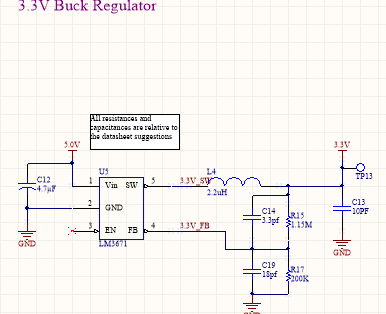 3.3V Buck Regulator
All resistances and
capacitances are relative to
the datasheet suggestions
5.0V
3.3V
C12
4.7µF
U5
1
Vin
SW
5
3.3V_SW
L4
2.2uH
TP13
2
GND
C14
3.3pf
R15
1.15M
C13
10PF
3
EN
FB
4
3.3V_FB
LM3671
GND
GND
C19
18pf
R17
200K
GND